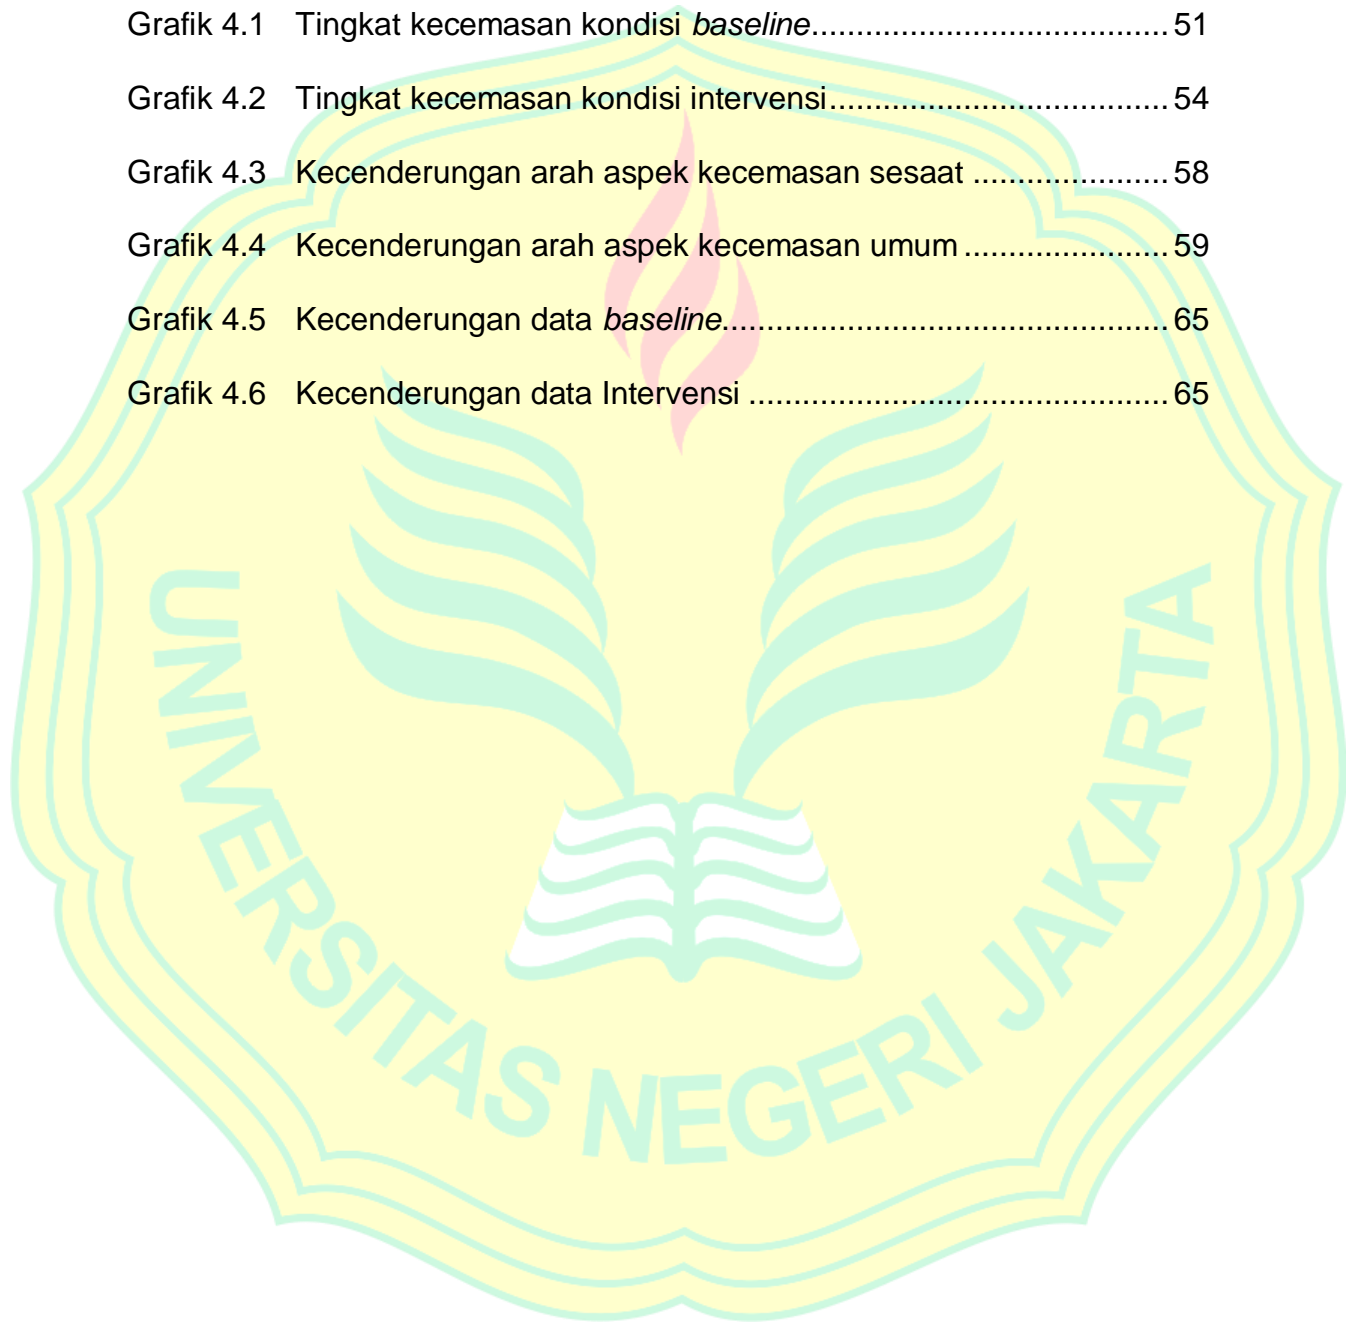 Grafik 4.1 Tingkat kecemasan kondisi baseline........................................ 51
Grafik 4.2 Tingkat kecemasan kondisi intervensi...................................... 54
Grafik 4.3 Kecenderungan arah aspek kecemasan sesaat ...................... 58
Grafik 4.4 Kecenderungan arah aspek kecemasan umum ....................... 59
Grafik 4.5 Kecenderungan data baseline.................................................. 65
Grafik 4.6 Kecenderungan data Intervensi ............................................... 65
UNIVERSITAS NEGERI JAKARTA